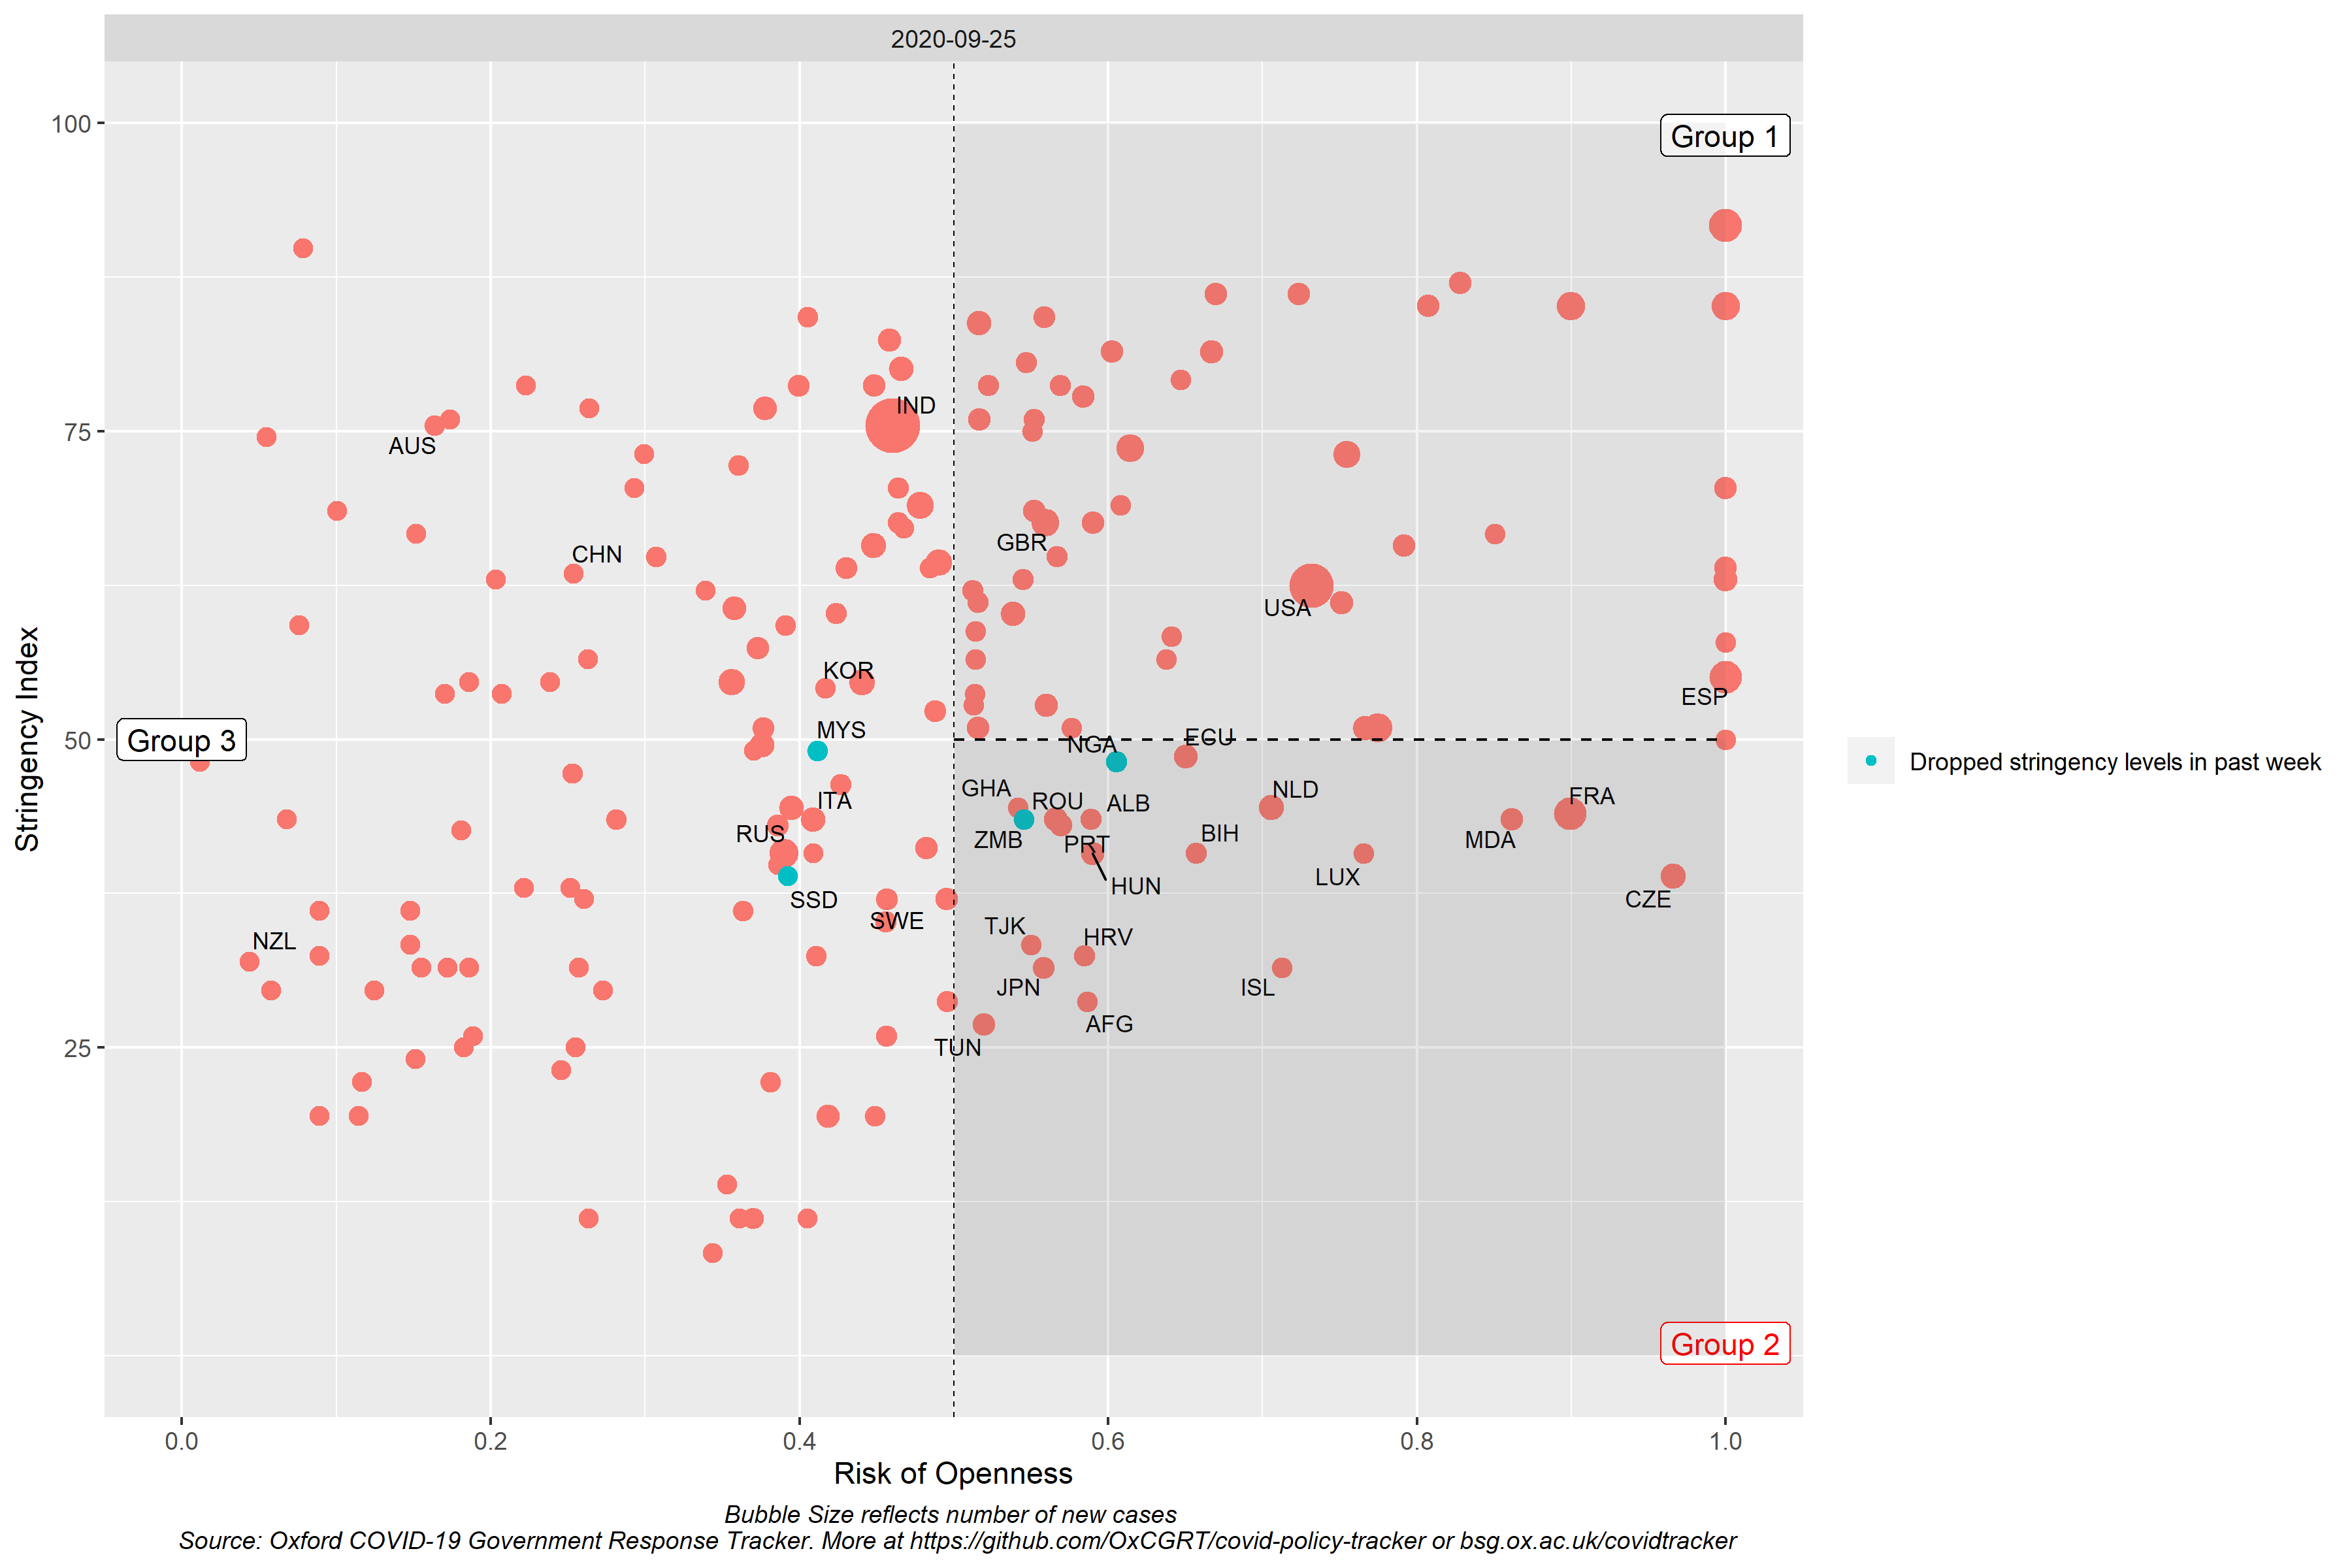 2020-09-25
100
Group 1
IND
75
AUS
GBR
CHN
USA
KOR
ESP
MYS
Group 3
50
NGA
ECU
Dropped stringency levels in past week
GHA
ROU
ALB
NLD
FRA
ITA
RUS
ZMB
PRT
BIH
MDA
HUN
LUX
SSD
CZE
SWE
TJK
NZL
HRV
JPN
ISL
AFG
25
TUN
Group 2
Stringency Index
0.0
0.2
0.4
0.6
0.8
1.0
Risk of Openness
Bubble Size reflects number of new cases
Source: Oxford COVID-19 Government Response Tracker. More at https://github.com/OxCGRT/covid-policy-tracker or bsg.ox.ac.uk/covidtracker